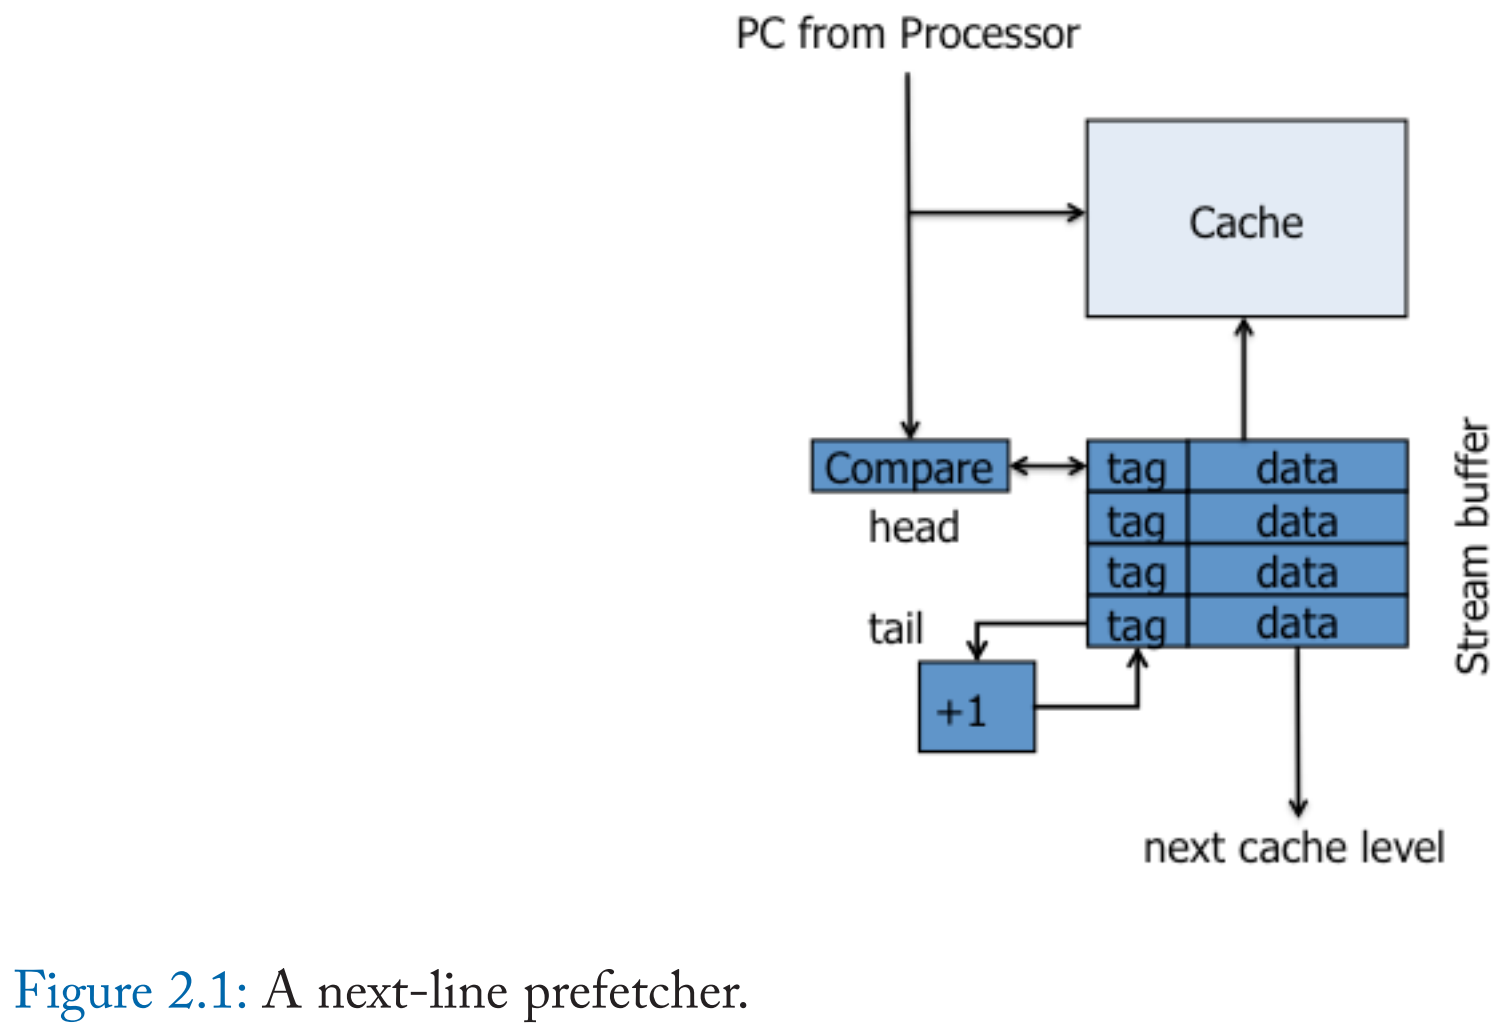 PC from Processor
Cache
Compare
tag data
head
tag data
tag data
tail
tag data
+1
Stream buffer
next cache level
Figure 2.1: A next-line prefetcher.